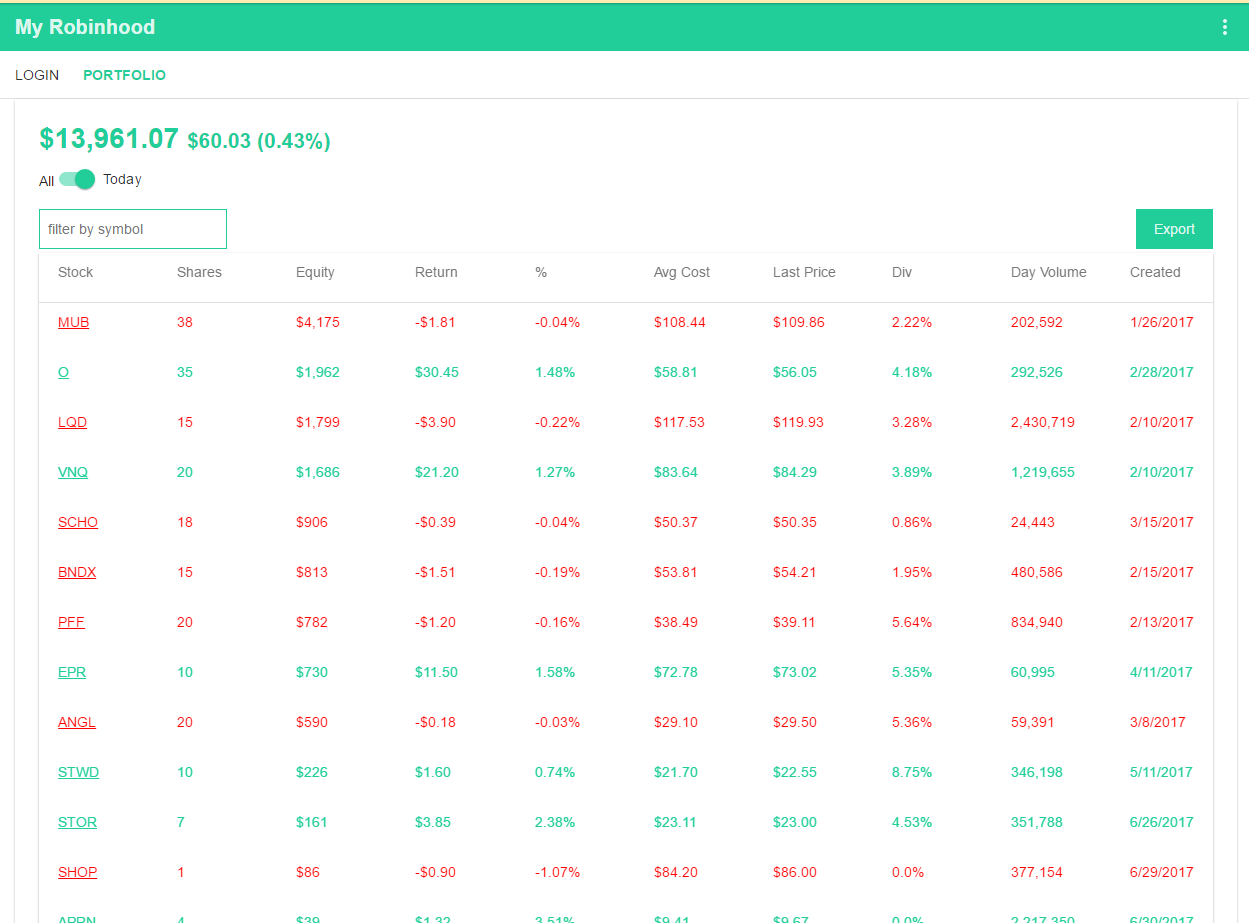 My Robinhood
LOGIN PORTFOLIO
$13,961.07 $60.03 (0.43%)
All Today
filter by symbol Export
Stock Shares Equity Return % Avg Cost Last Price Div Day Volume Created
MUB 38 $4,175 -$1.81 -0.04% $108.44 $109.86 2.22% 202,592 1/26/2017
O 35 $1,962 $30.45 1.48% $58.81 $56.05 4.18% 292,526 2/28/2017
LQD 15 $1,799 -$3.90 -0.22% $117.53 $119.93 3.28% 2,430,719 2/10/2017
VNQ 20 $1,686 $21.20 1.27% $83.64 $84.29 3.89% 1,219,655 2/10/2017
SCHO 18 $906 -$0.39 -0.04% $50.37 $50.35 0.86% 24,443 3/15/2017
BNDX 15 $813 -$1.51 -0.19% $53.81 $54.21 1.95% 480,586 2/15/2017
PFF 20 $782 -$1.20 -0.16% $38.49 $39.11 5.64% 834,940 2/13/2017
EPR 10 $730 $11.50 1.58% $72.78 $73.02 5.35% 60,995 4/11/2017
ANGL 20 $590 -$0.18 -0.03% $29.10 $29.50 5.36% 59,391 3/8/2017
STWD 10 $226 $1.60 0.74% $21.70 $22.55 8.75% 346,198 5/11/2017
STOR 7 $161 $3.85 2.38% $23.11 $23.00 4.53% 351,788 6/26/2017
SHOP 1 $86 -$0.90 -1.07% $84.20 $86.00 0.0% 377,154 6/29/2017
APRN 4 $39 $1.32 3.51% $9.41 $9.67 0.0% 2,217,350 6/30/2017